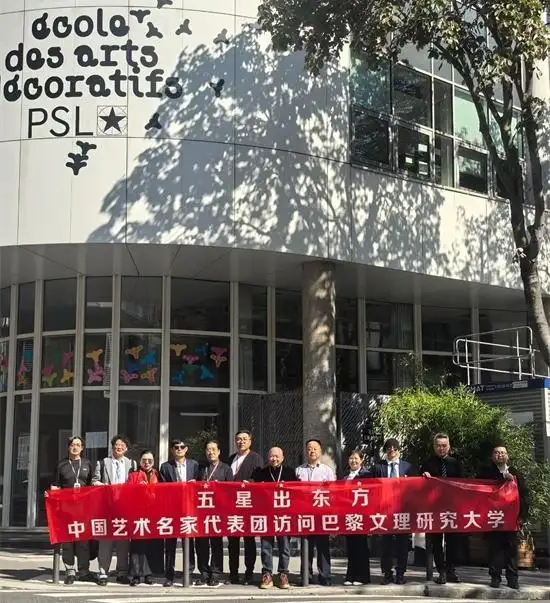 école
des arts
décoratifs
PSL
五星出东方
中国艺术名家代表团访问巴黎文理研究大学